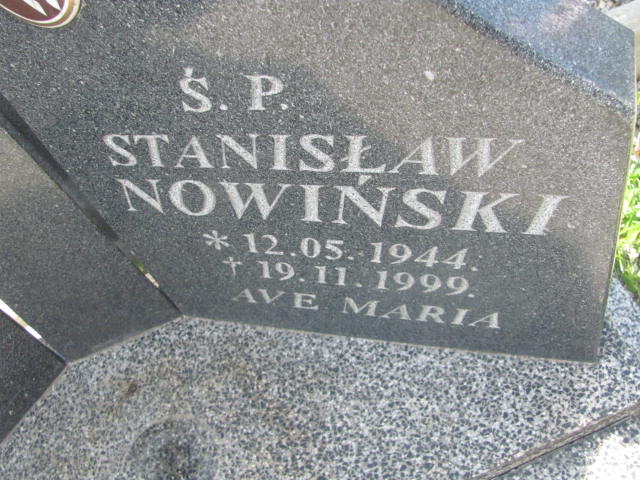 Ś. P.
STANISŁAW
NOWIŃSKI
* 12.05.1944.
† 19.11.1999.
AVE MARIA